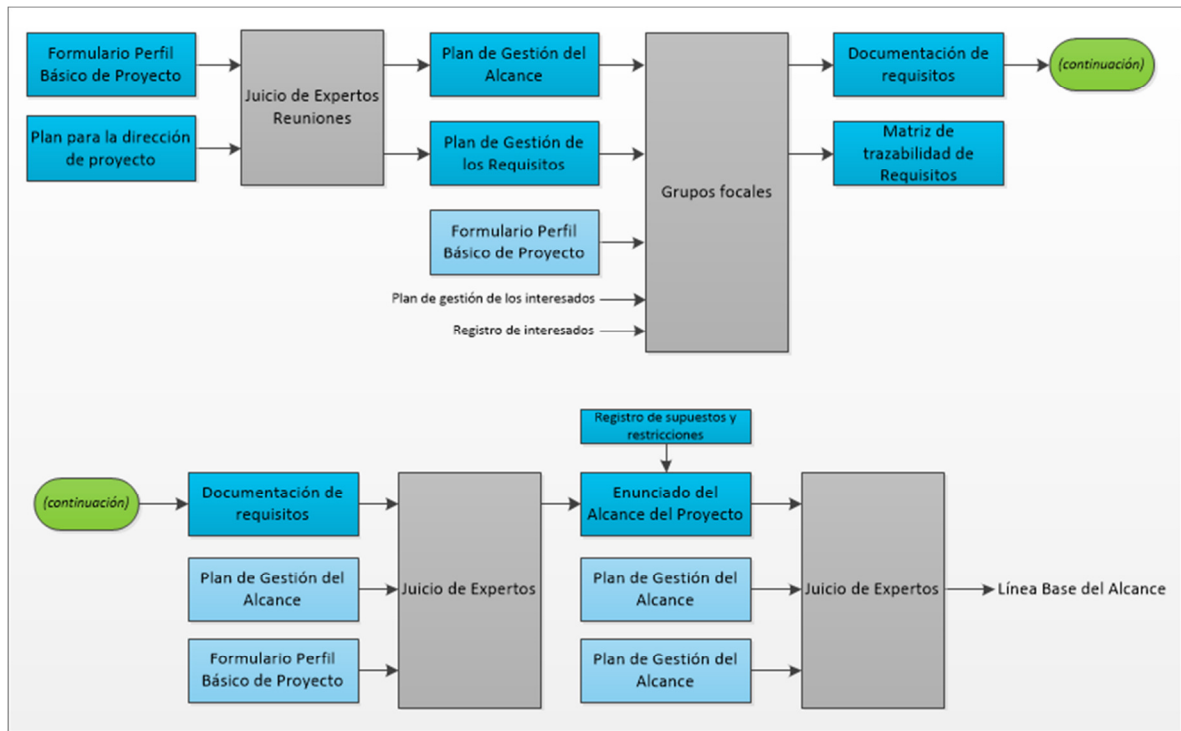 Formulario Perfil
Básico de Proyecto
Plan para la dirección
de proyecto
Juicio de Expertos
Reuniones
Plan de Gestión del
Alcance
Plan de Gestión de
los Requisitos
Formulario Perfil
Básico de Proyecto
Plan de gestión de los interesados
Registro de interesados
Grupos focales
Documentación de
requisitos
Matriz de
trazabilidad de
Requisitos
(continuación)
(continuación)
Documentación de
requisitos
Plan de Gestión del
Alcance
Formulario Perfil
Básico de Proyecto
Juicio de Expertos
Registro de supuestos y
restricciones
Enunciado del
Alcance del Proyecto
Plan de Gestión del
Alcance
Plan de Gestión del
Alcance
Juicio de Expertos
Línea Base del Alcance